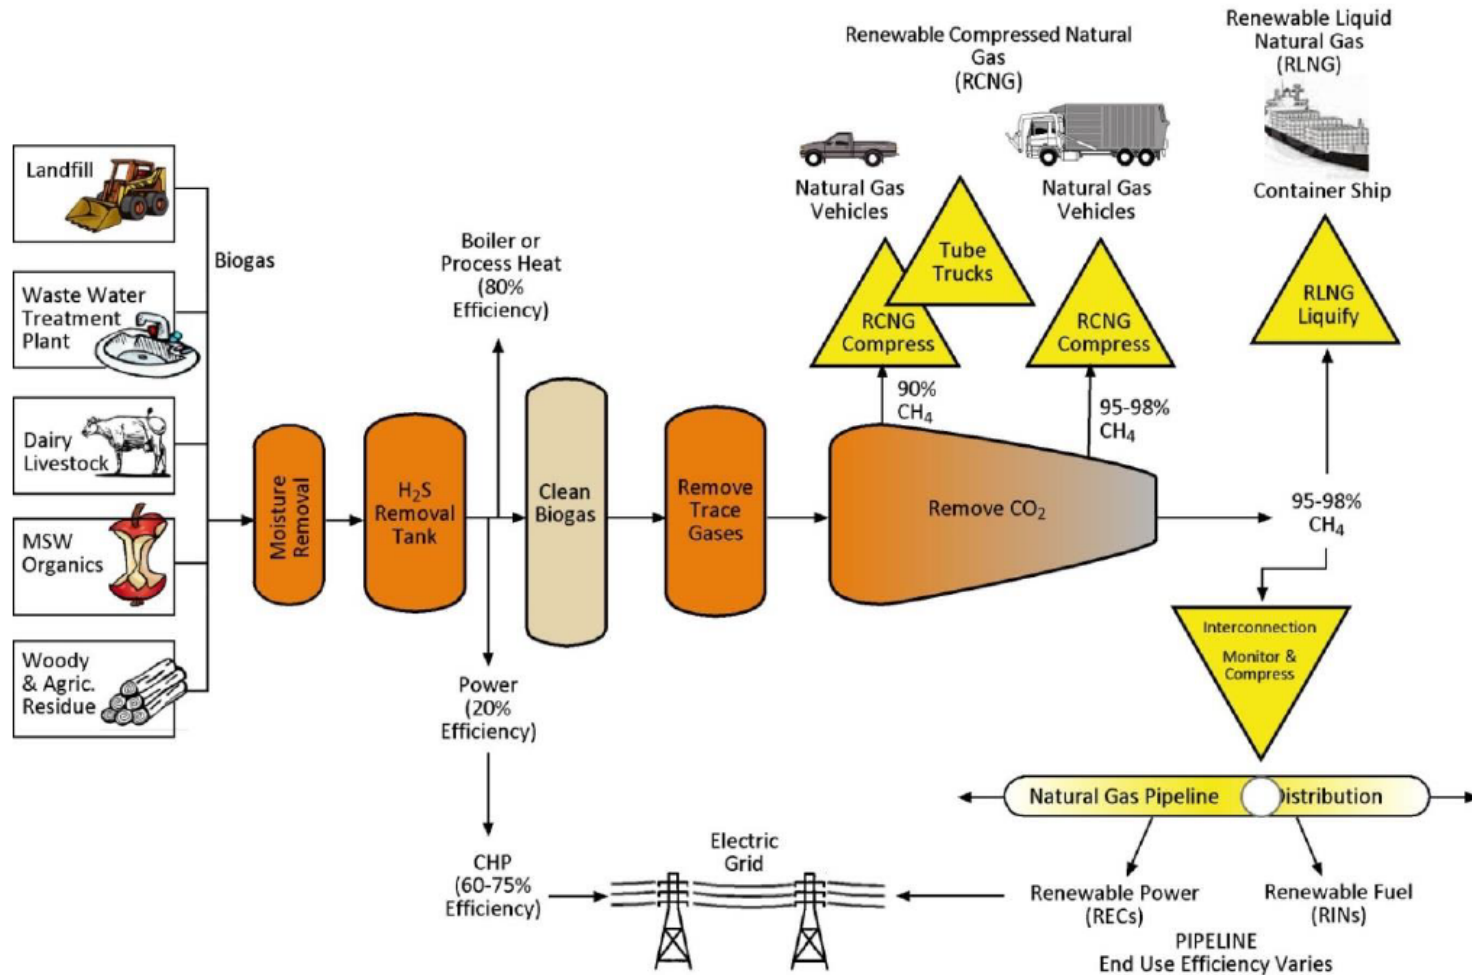 Renewable Compressed Natural
Gas
(RCNG)
Renewable Liquid
Natural Gas
(RLNG)
Natural Gas
Vehicles
Natural Gas
Vehicles
Container Ship
Landfill
Biogas
Waste Water
Treatment
Plant
Dairy
Livestock
MSW
Organics
Woody
& Agric.
Residue
Boiler or
Process Heat
(80%
Efficiency)
Moisture
Removal
H₂S
Removal
Tank
Clean
Biogas
Remove
Trace
Gases
Remove CO₂
Tube
Trucks
RCNG
Compress
RCNG
Compress
RLNG
Liquify
90%
CH₄
95-98%
CH₄
95-98%
CH₄
Interconnection
Monitor &
Compress
Power
(20%
Efficiency)
CHP
(60-75%
Efficiency)
Electric
Grid
Natural Gas Pipeline istribution
Renewable Power
(RECs)
Renewable Fuel
(RINs)
PIPELINE
End Use Efficiency Varies